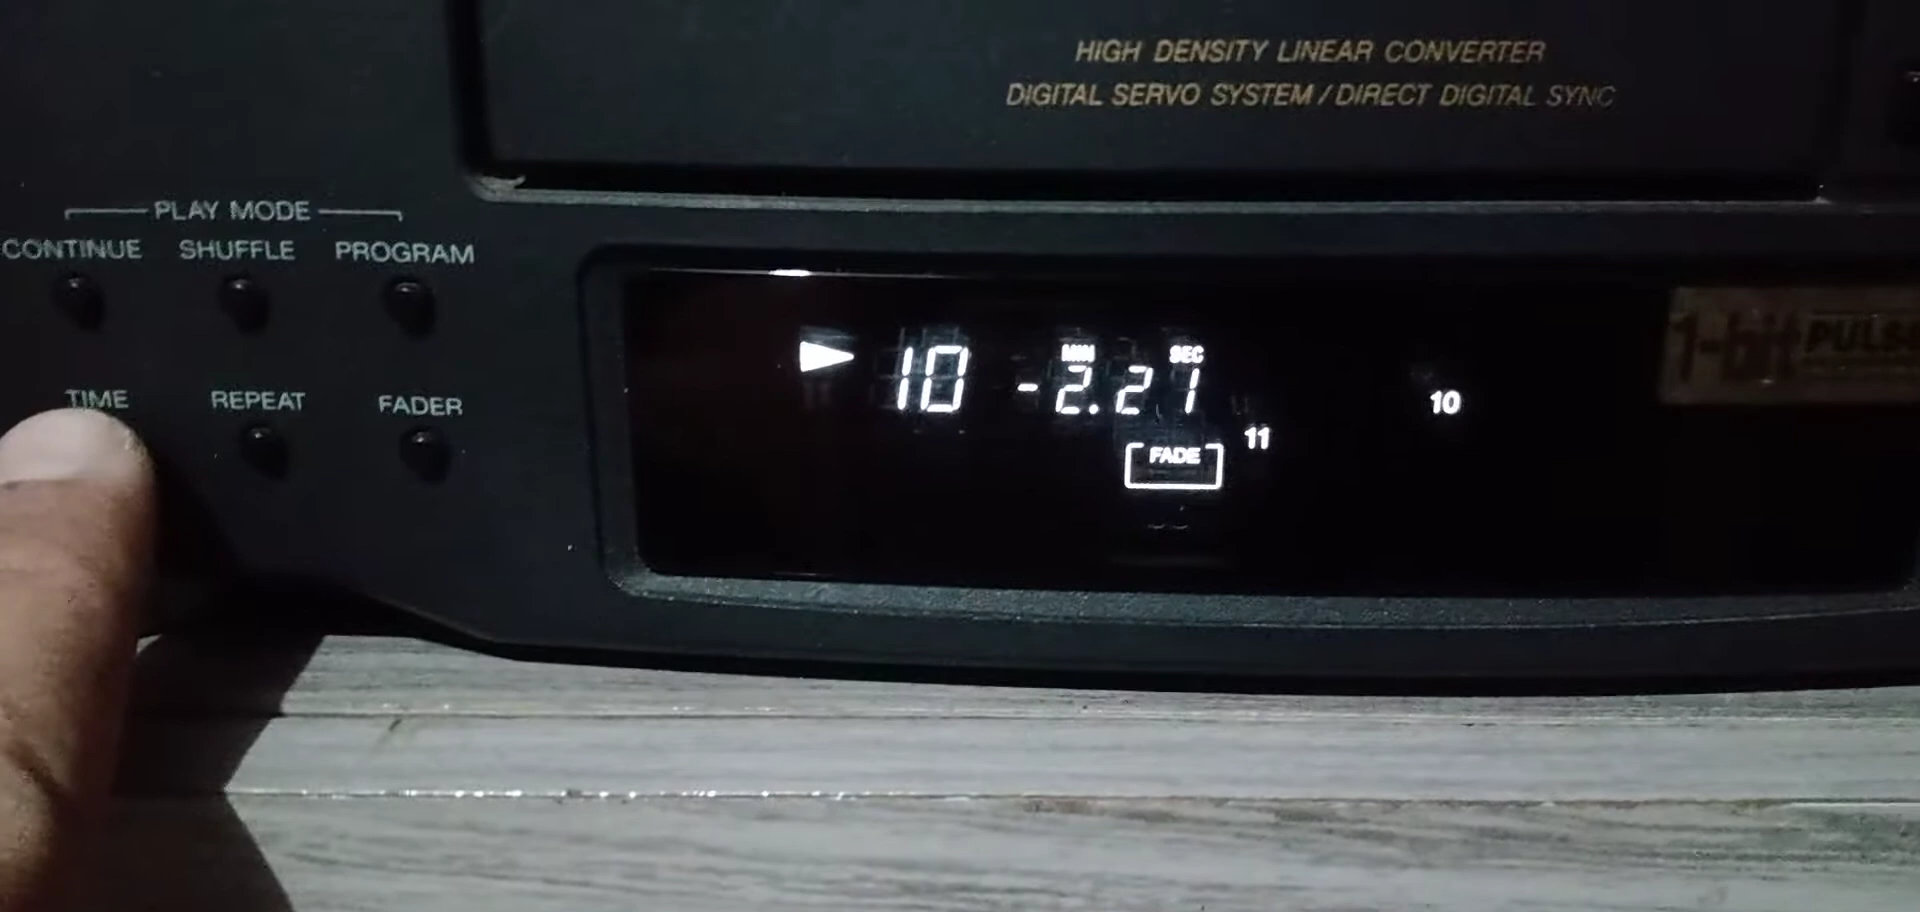 HIGH DENSITY LINEAR CONVERTER
DIGITAL SERVO SYSTEM / DIRECT DIGITAL SYNC
PLAY MODE
CONTINUE SHUFFLE PROGRAM
TIME REPEAT FADER
MIN SEC
10 -2.21
10
11
FADE
1-bit PULSE